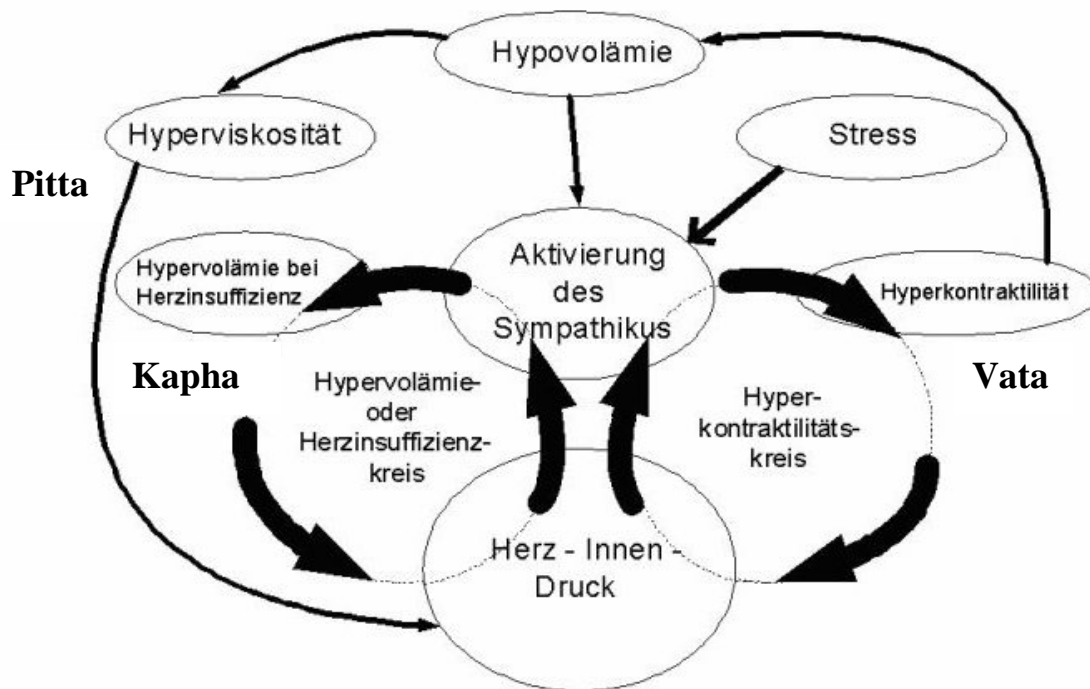 Hypovolämie
Hyperviskosität
Stress
Pitta
Aktivierung
des
Sympathikus
Hypervolämie bei
Herzinsuffizienz
Hyperkontraktilität
Kapha
Vata
Hypervolämie-
oder
Herzinsuffizienz-
kreis
Hyper-
kontraktilitäts-
kreis
Herz - Innen -
Druck